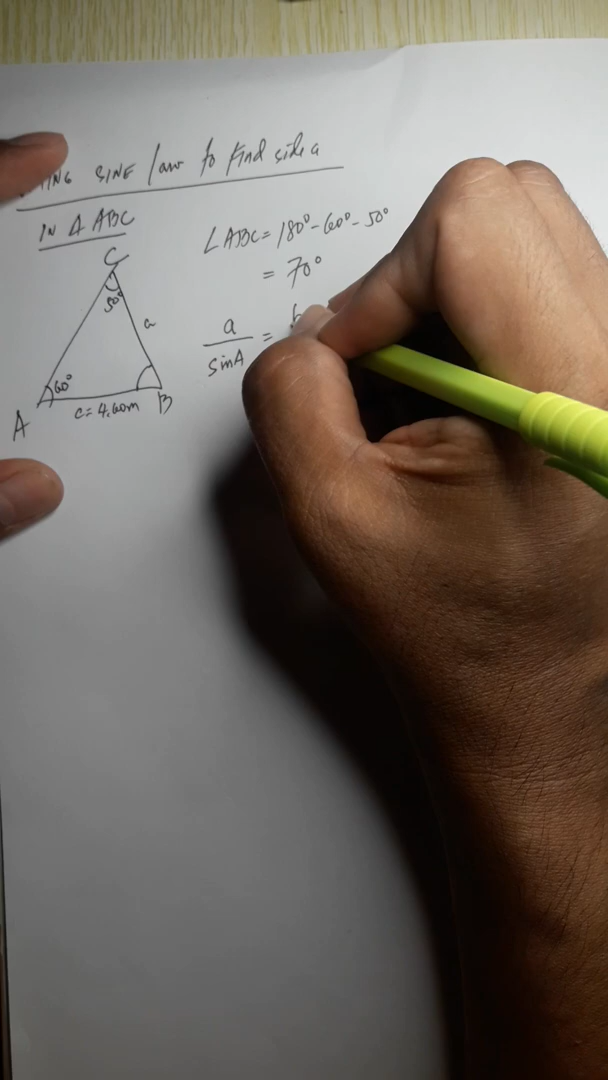 SINE law to find side a
IN Δ ABC
∠ABC = 180° - 60° - 50°
= 70°
C
50°
a
a/sinA = b
60°
A
c = 4.60m
B